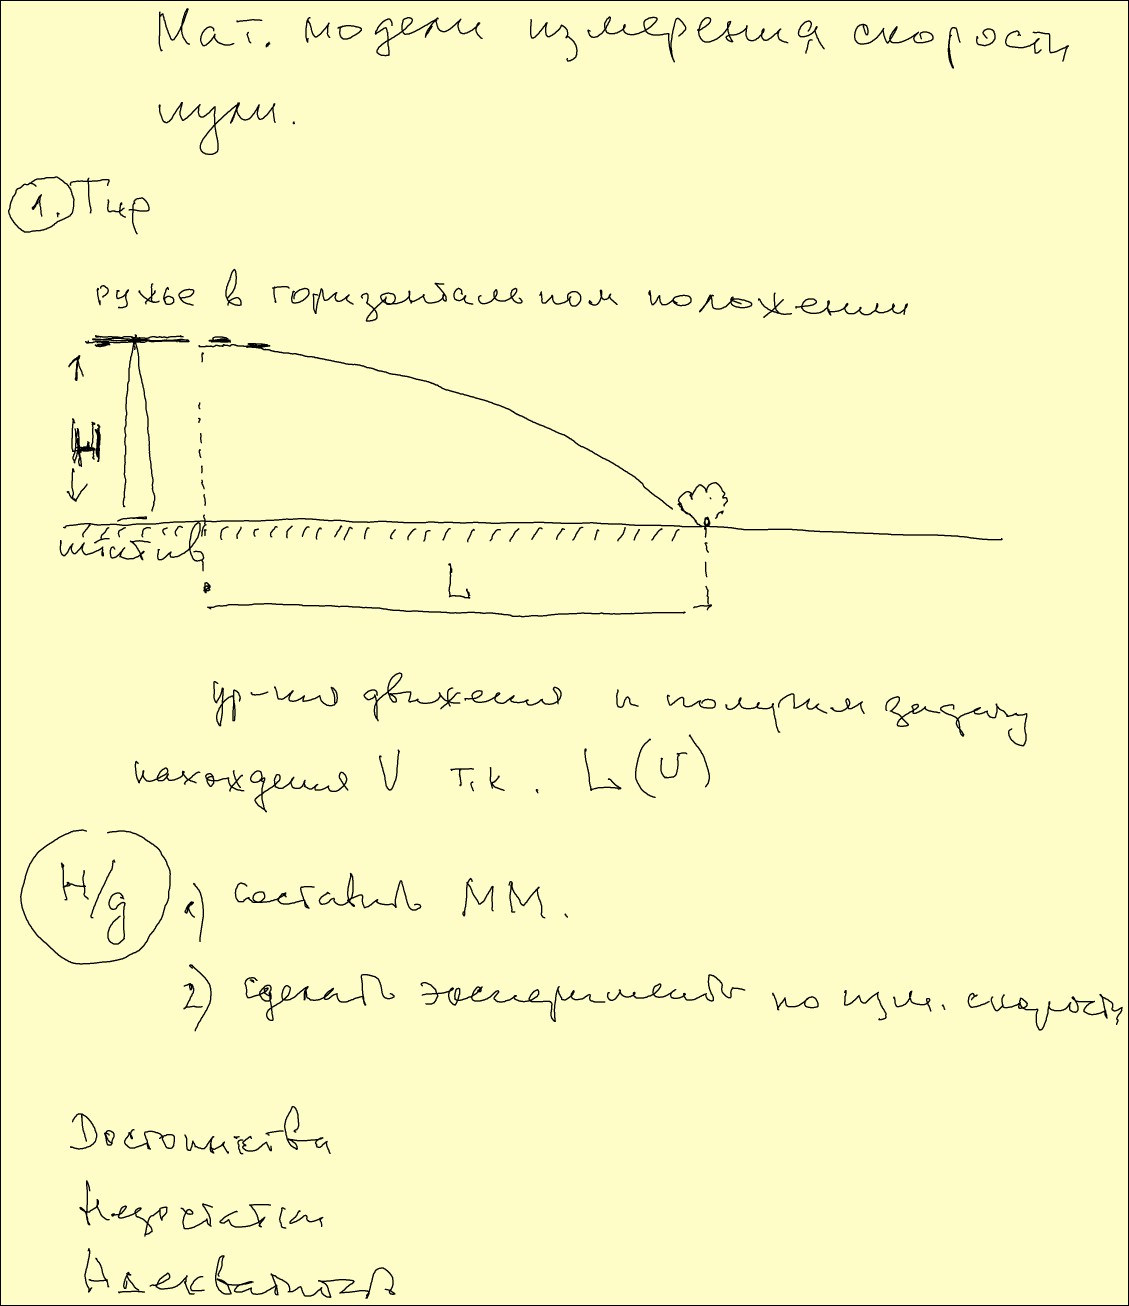 Мат. модели измерения скорости
пули.
1. Тир
ружье в горизонтальном положении
H
штатив
L
ур-ния движения и получим задачу
нахождения V т.к. L(v)
Н/д
1) составить ММ.
2) сделать эксперимент по изм. скорости
Достоинства
Недостатки
Адекватность